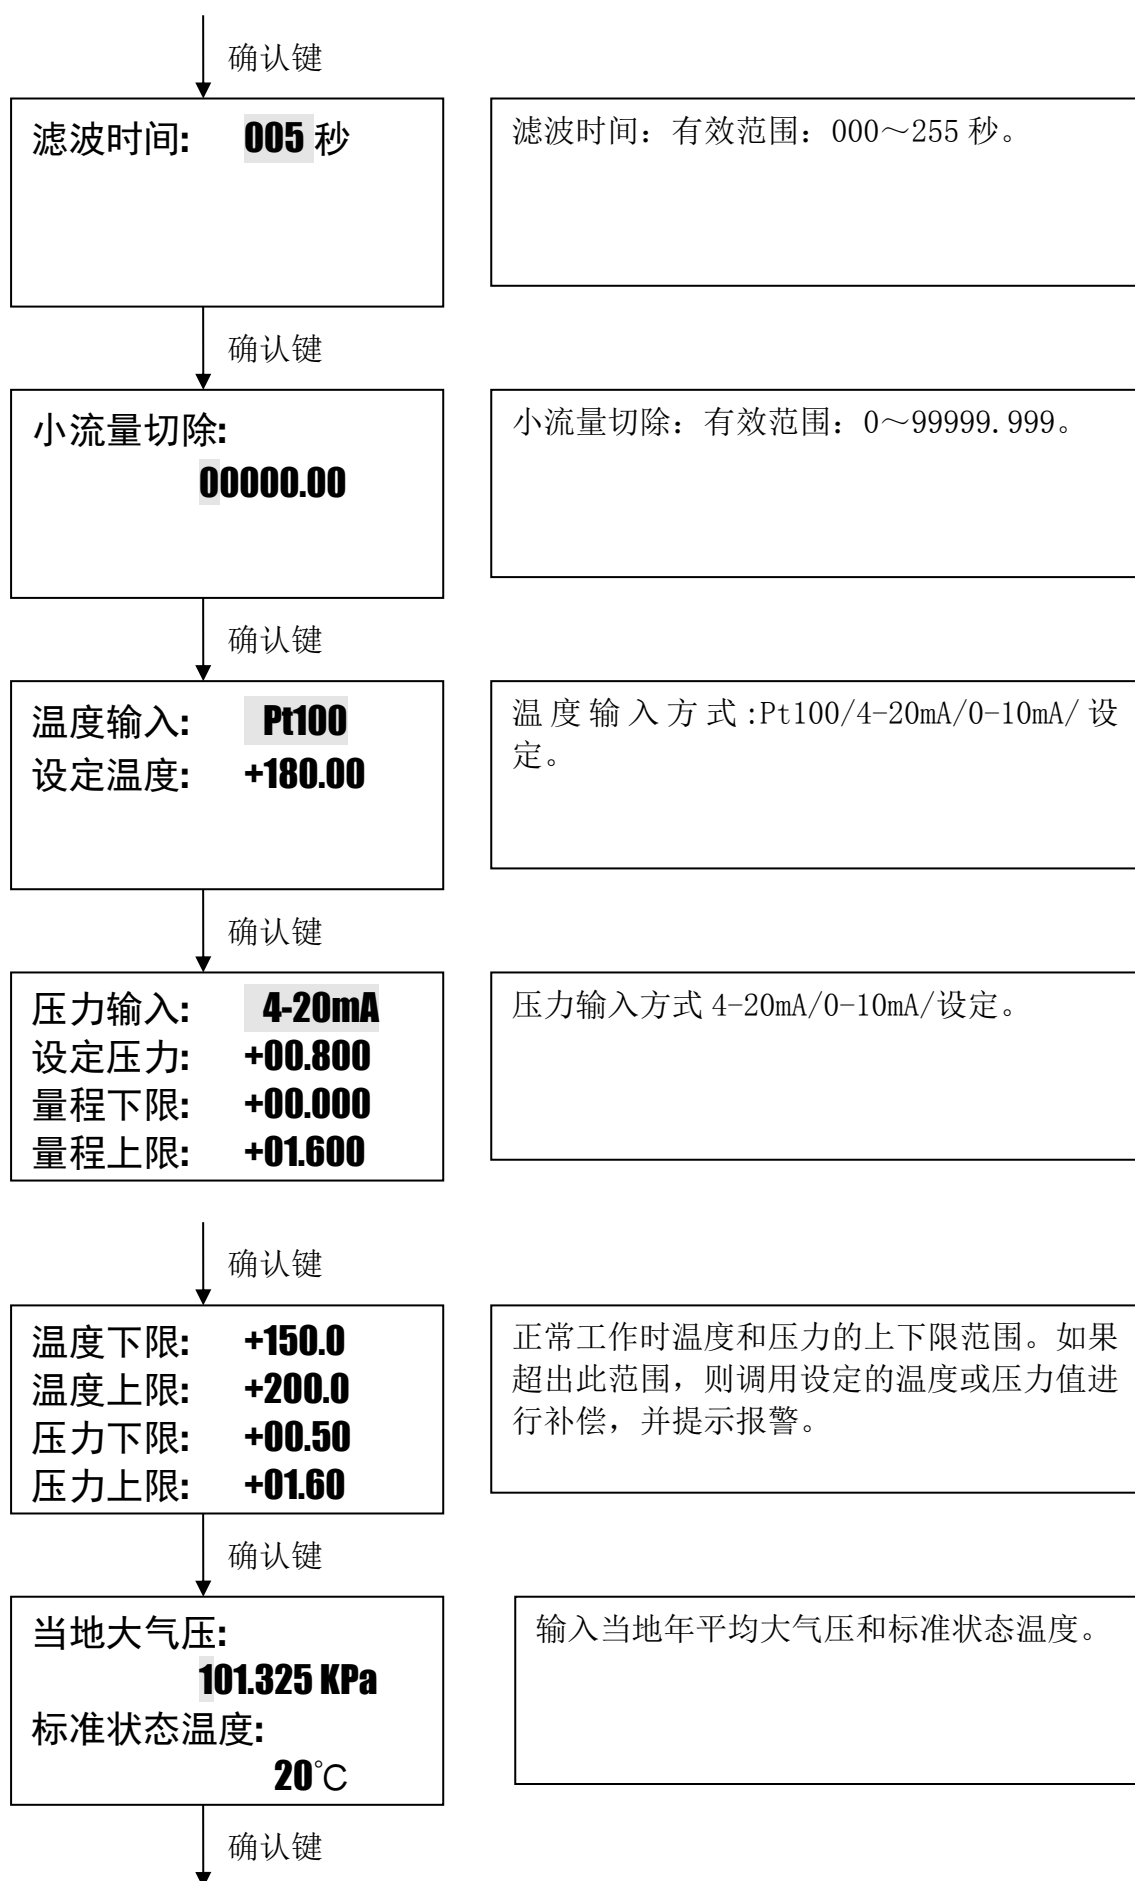 确认键
滤波时间: 005 秒
滤波时间：有效范围：000～255 秒。
确认键
小流量切除:
00000.00
小流量切除：有效范围：0～99999.999。
确认键
温度输入: Pt100
设定温度: +180.00
温度输入方式:Pt100/4-20mA/0-10mA/设
定。
确认键
压力输入: 4-20mA
设定压力: +00.800
量程下限: +00.000
量程上限: +01.600
压力输入方式 4-20mA/0-10mA/设定。
确认键
温度下限: +150.0
温度上限: +200.0
压力下限: +00.50
压力上限: +01.60
正常工作时温度和压力的上下限范围。如果
超出此范围，则调用设定的温度或压力值进
行补偿，并提示报警。
确认键
当地大气压:
101.325 KPa
标准状态温度:
20℃
输入当地年平均大气压和标准状态温度。
确认键